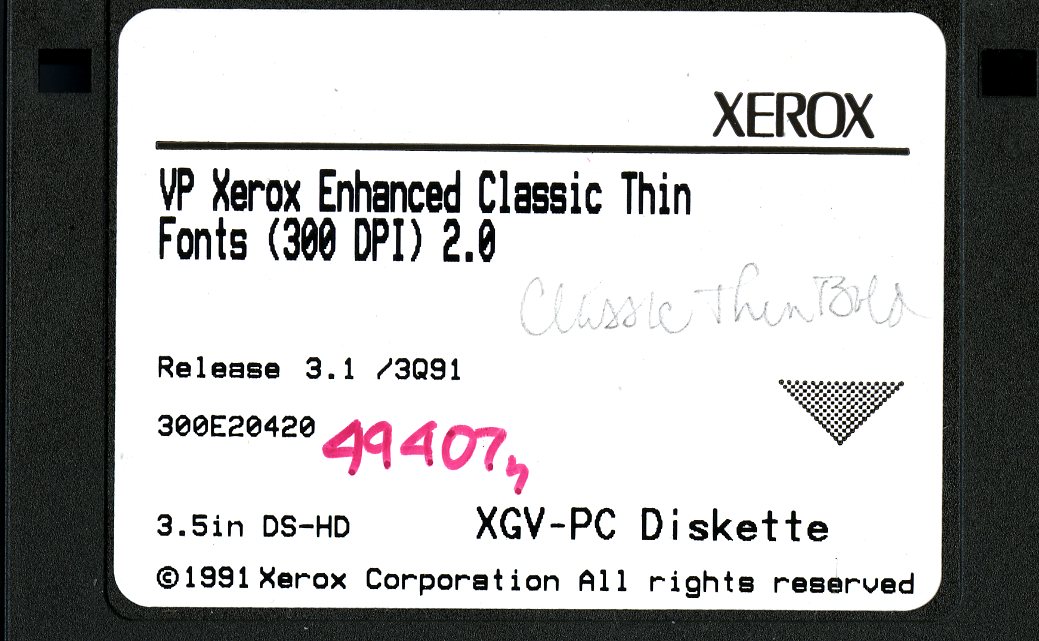 XEROX
VP Xerox Enhanced Classic Thin
Fonts (300 DPI) 2.0
Classic Thin Bold
Release 3.1 /3Q91
300E20420 49407h
3.5in DS-HD XGV-PC Diskette
©1991 Xerox Corporation All rights reserved